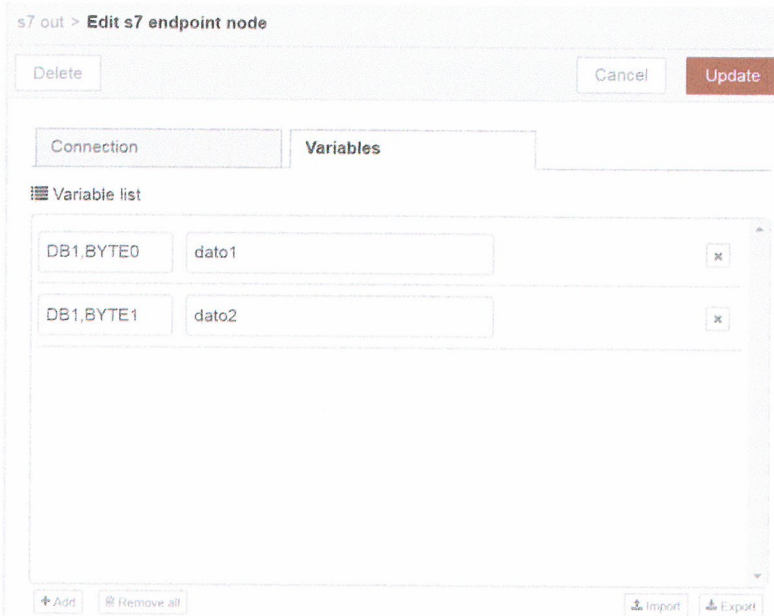 s7 out > Edit s7 endpoint node
Delete Cancel Update
Connection Variables
Variable list
DB1,BYTE0 dato1
DB1,BYTE1 dato2
Add Remove all Import Export